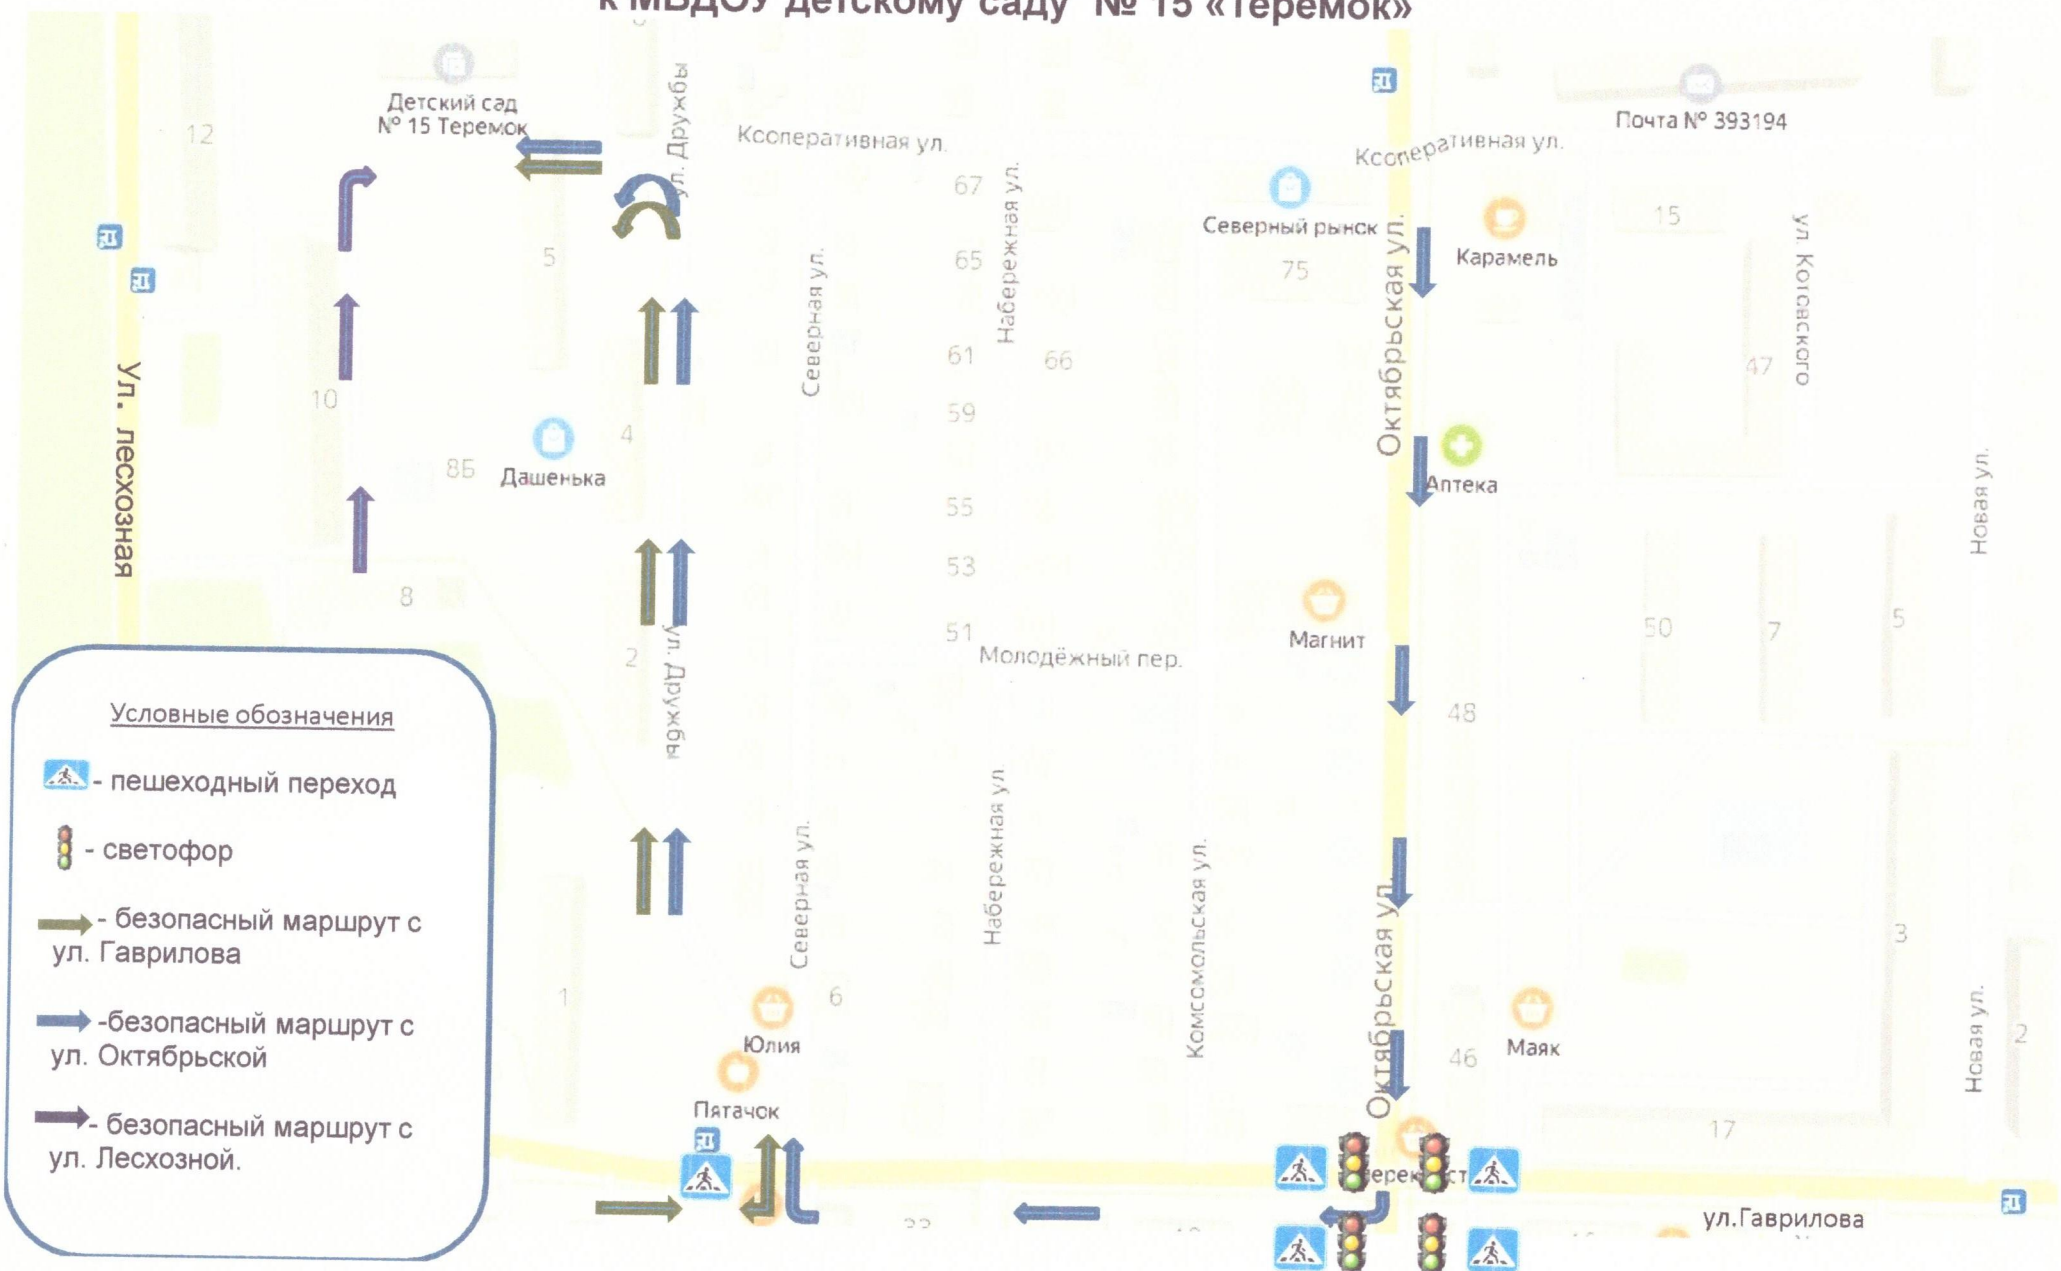 к МБДОУ детскому саду № 15 «Теремок»
Детский сад
№ 15 Теремок
12
ул. Дружбы
Кооперативная ул.
Кооперативная ул.
Почта № 393194
67
Набережная ул.
Северный рынок
75
Октябрьская ул.
Карамель
15
ул. Котовского
5
65
Северная ул.
61
66
47
Ул. лесхозная
10
59
4
8Б
Дашенька
Аптека
55
Новая ул.
53
8
Магнит
51
50
7
5
2
Молодёжный пер.
ул. Дружбы
48
Условные обозначения
- пешеходный переход
- светофор
- безопасный маршрут с
ул. Гаврилова
-безопасный маршрут с
ул. Октябрьской
- безопасный маршрут с
ул. Лесхозной.
Северная ул.
Набережная ул.
Комсомольская ул.
Октябрьская ул.
3
1
6
Юлия
46
Маяк
Новая ул.
2
Пятачок
17
ул.Гаврилова